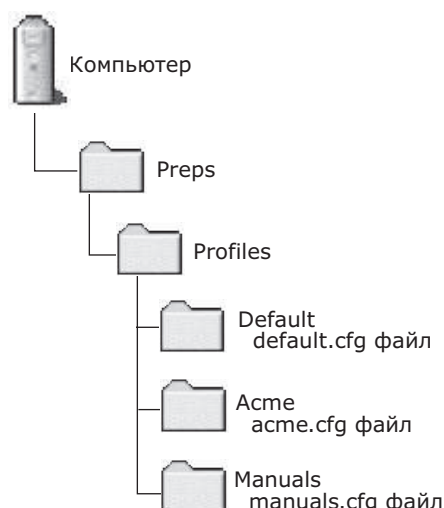 Компьютер
Preps
Profiles
Default
default.cfg файл
Acme
acme.cfg файл
Manuals
manuals.cfg файл